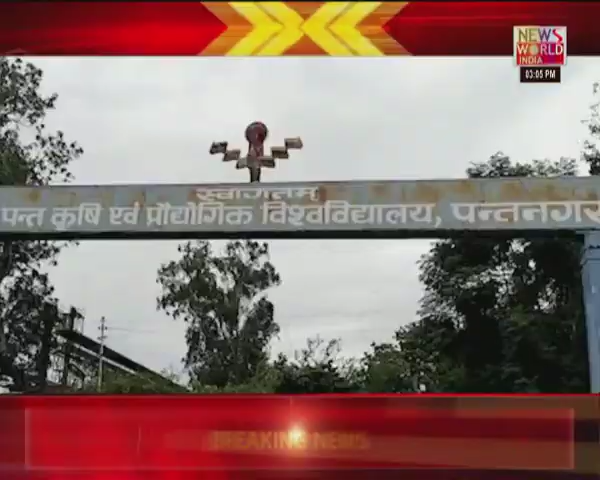 NEWS
WORLD
INDIA
03:05 PM
स्वागतम्
पन्त कृषि एवं प्रौद्योगिक विश्वविद्यालय, पन्तनगर
BREAKING NEWS